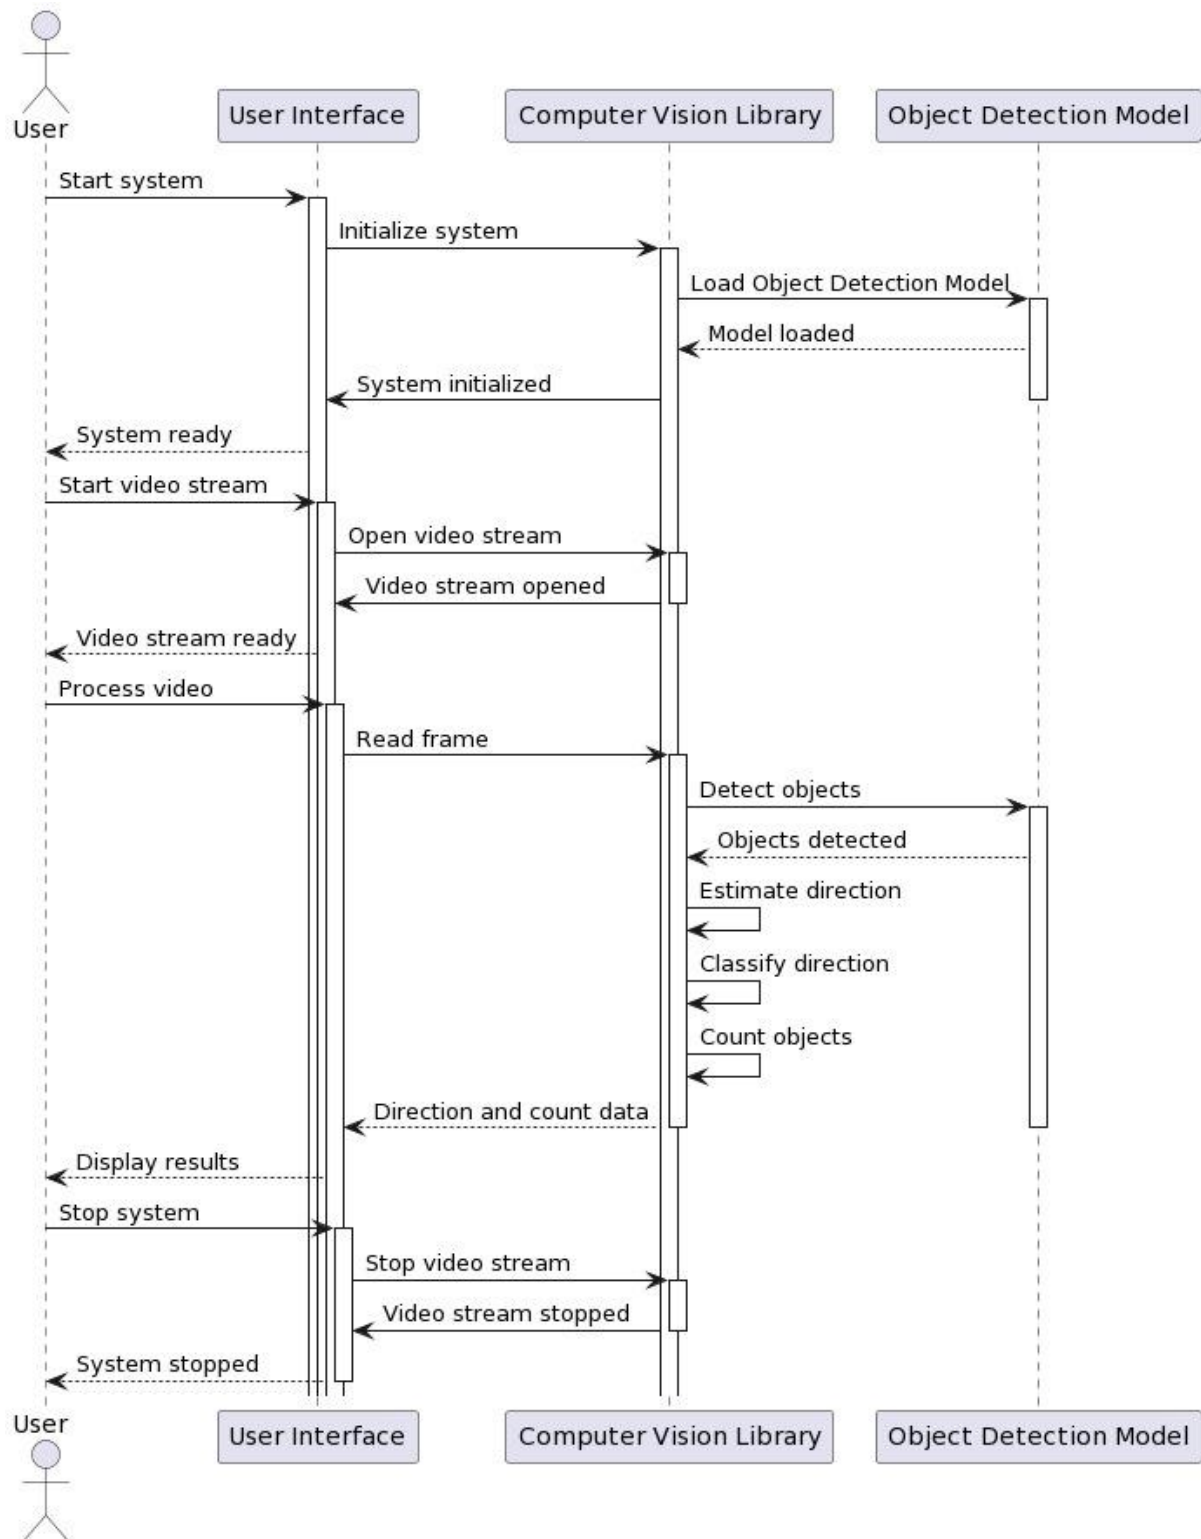 User
User Interface
Computer Vision Library
Object Detection Model
Start system
Initialize system
Load Object Detection Model
Model loaded
System initialized
System ready
Start video stream
Open video stream
Video stream opened
Video stream ready
Process video
Read frame
Detect objects
Objects detected
Estimate direction
Classify direction
Count objects
Direction and count data
Display results
Stop system
Stop video stream
Video stream stopped
System stopped
User
User Interface
Computer Vision Library
Object Detection Model